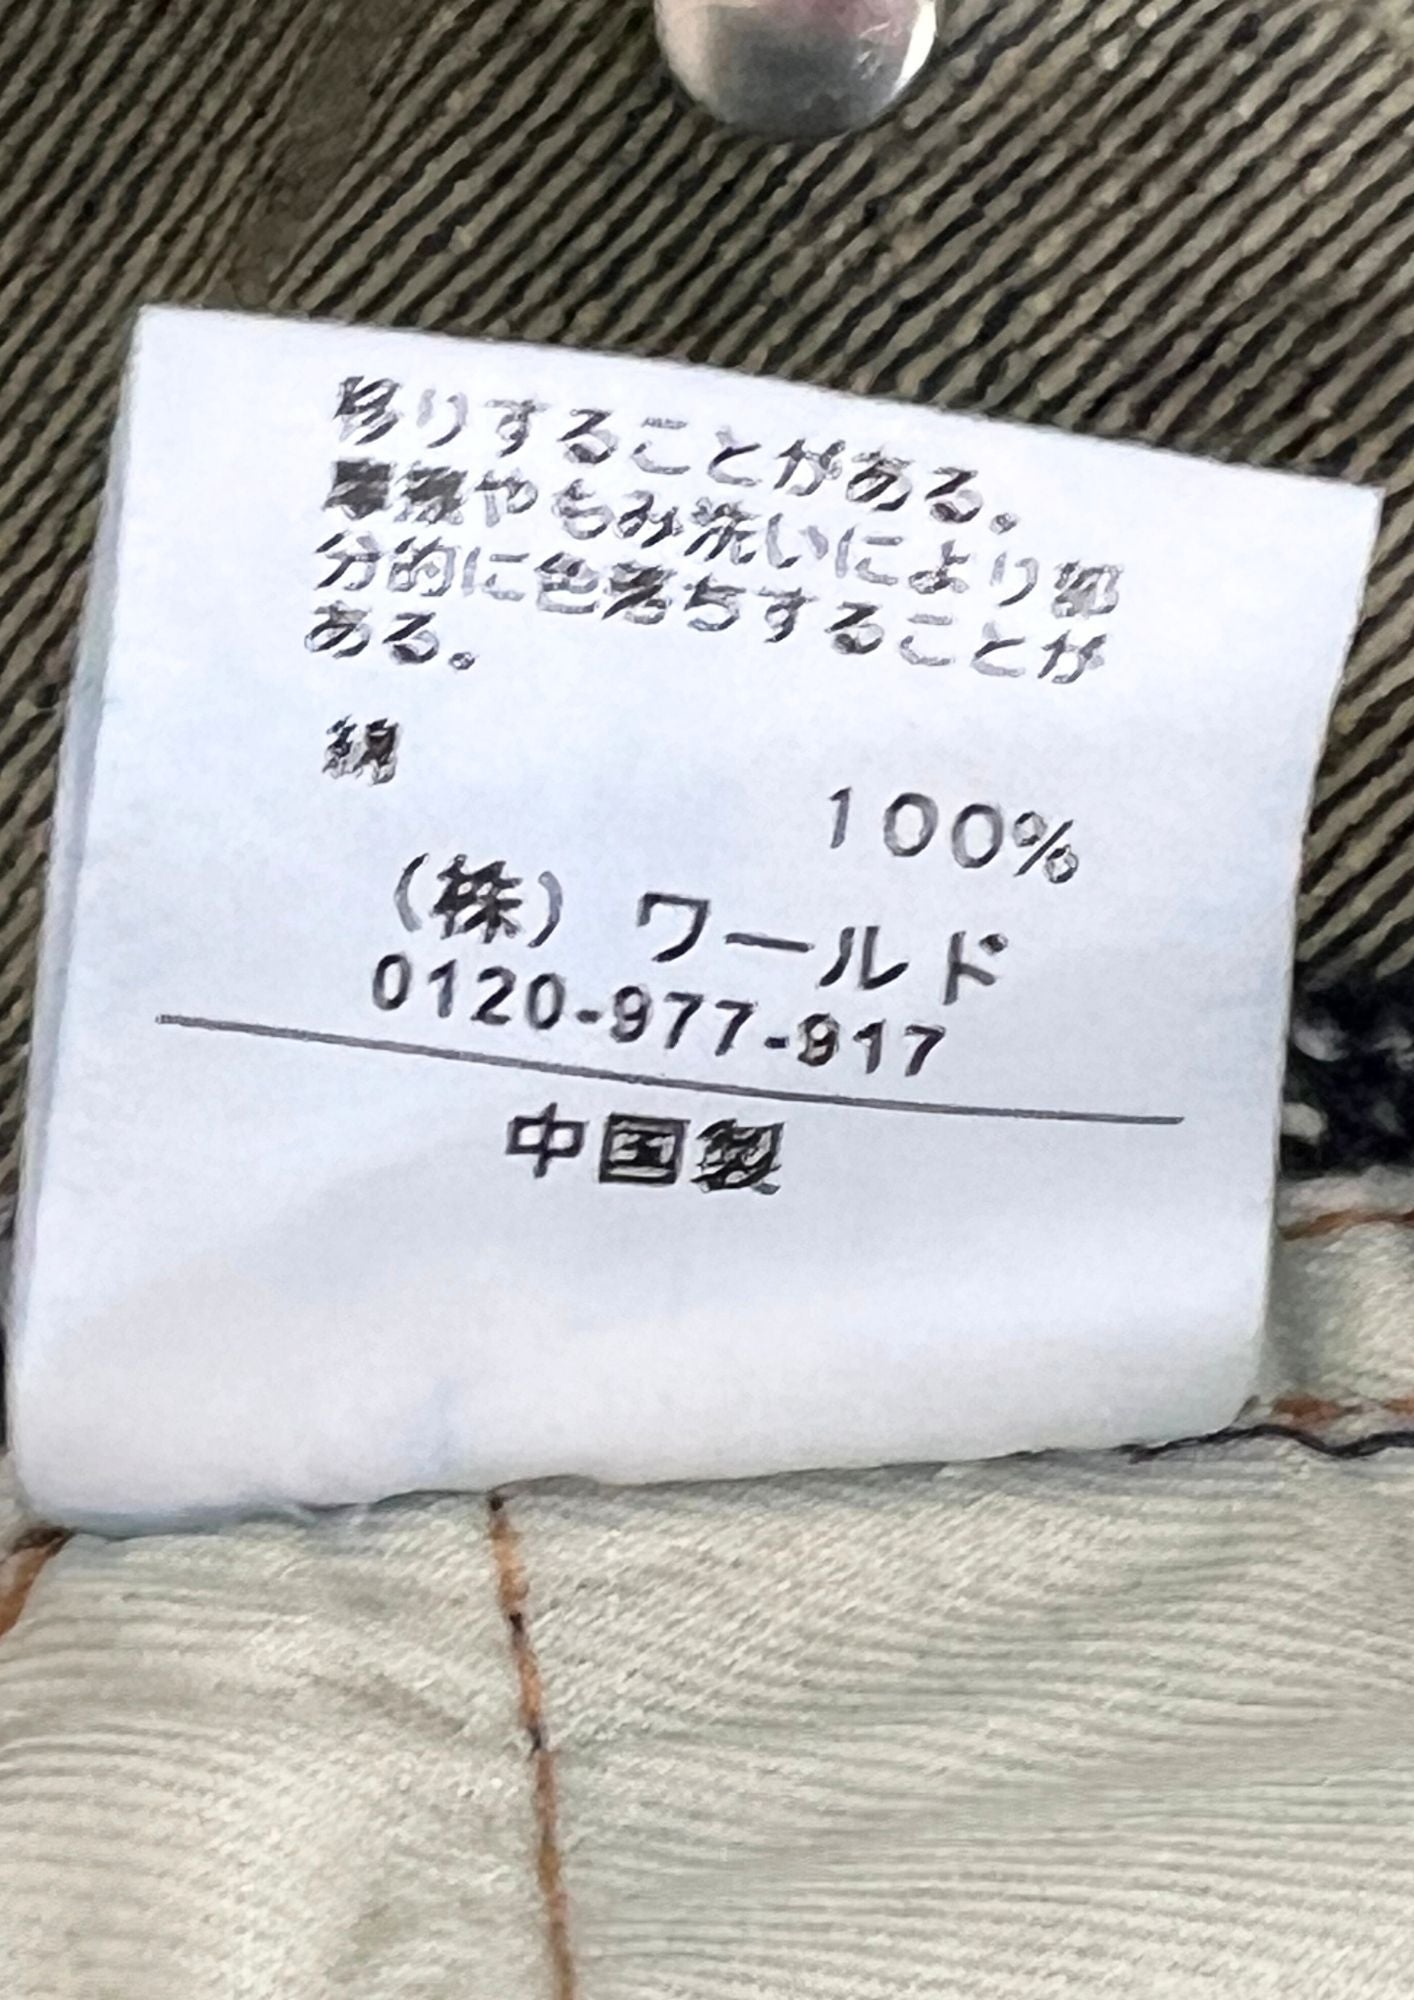 移りすることがある。
摩擦やもみ洗いにより部
分的に色落ちすることが
ある。
綿
100%
(株) ワールド
0120-977-917
中国製